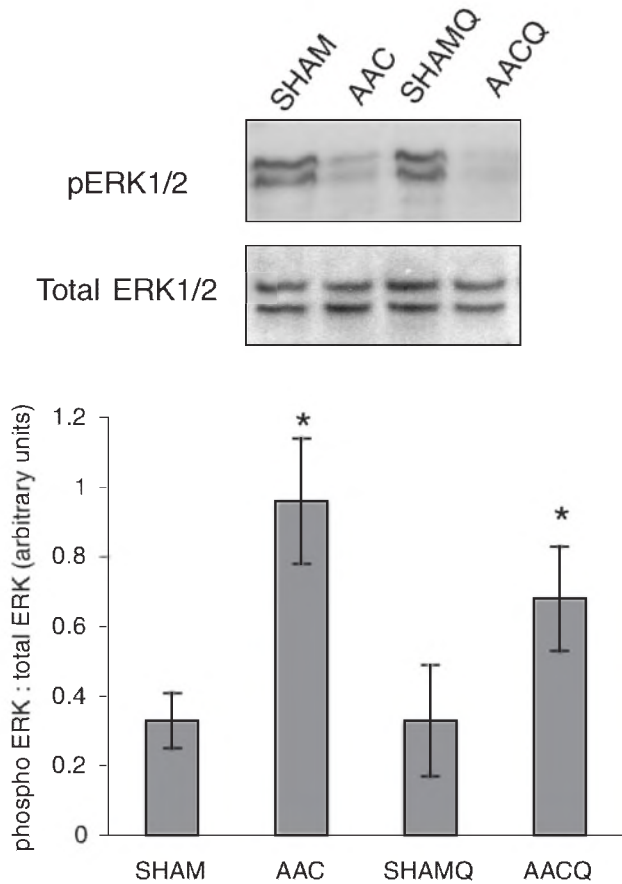 SHAM AAC SHAMQ AACQ
pERK1/2
Total ERK1/2
phospho ERK : total ERK (arbitrary units)
1.2
1
0.8
0.6
0.4
0.2
0
* *
SHAM AAC SHAMQ AACQ